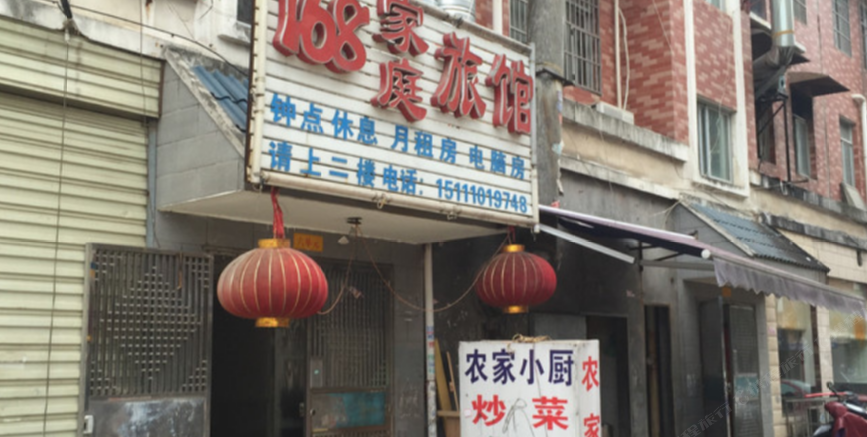 168家庭旅馆
钟点休息 月租房 电脑房
请上二楼电话：15111019748
农家小厨
炒菜
农家